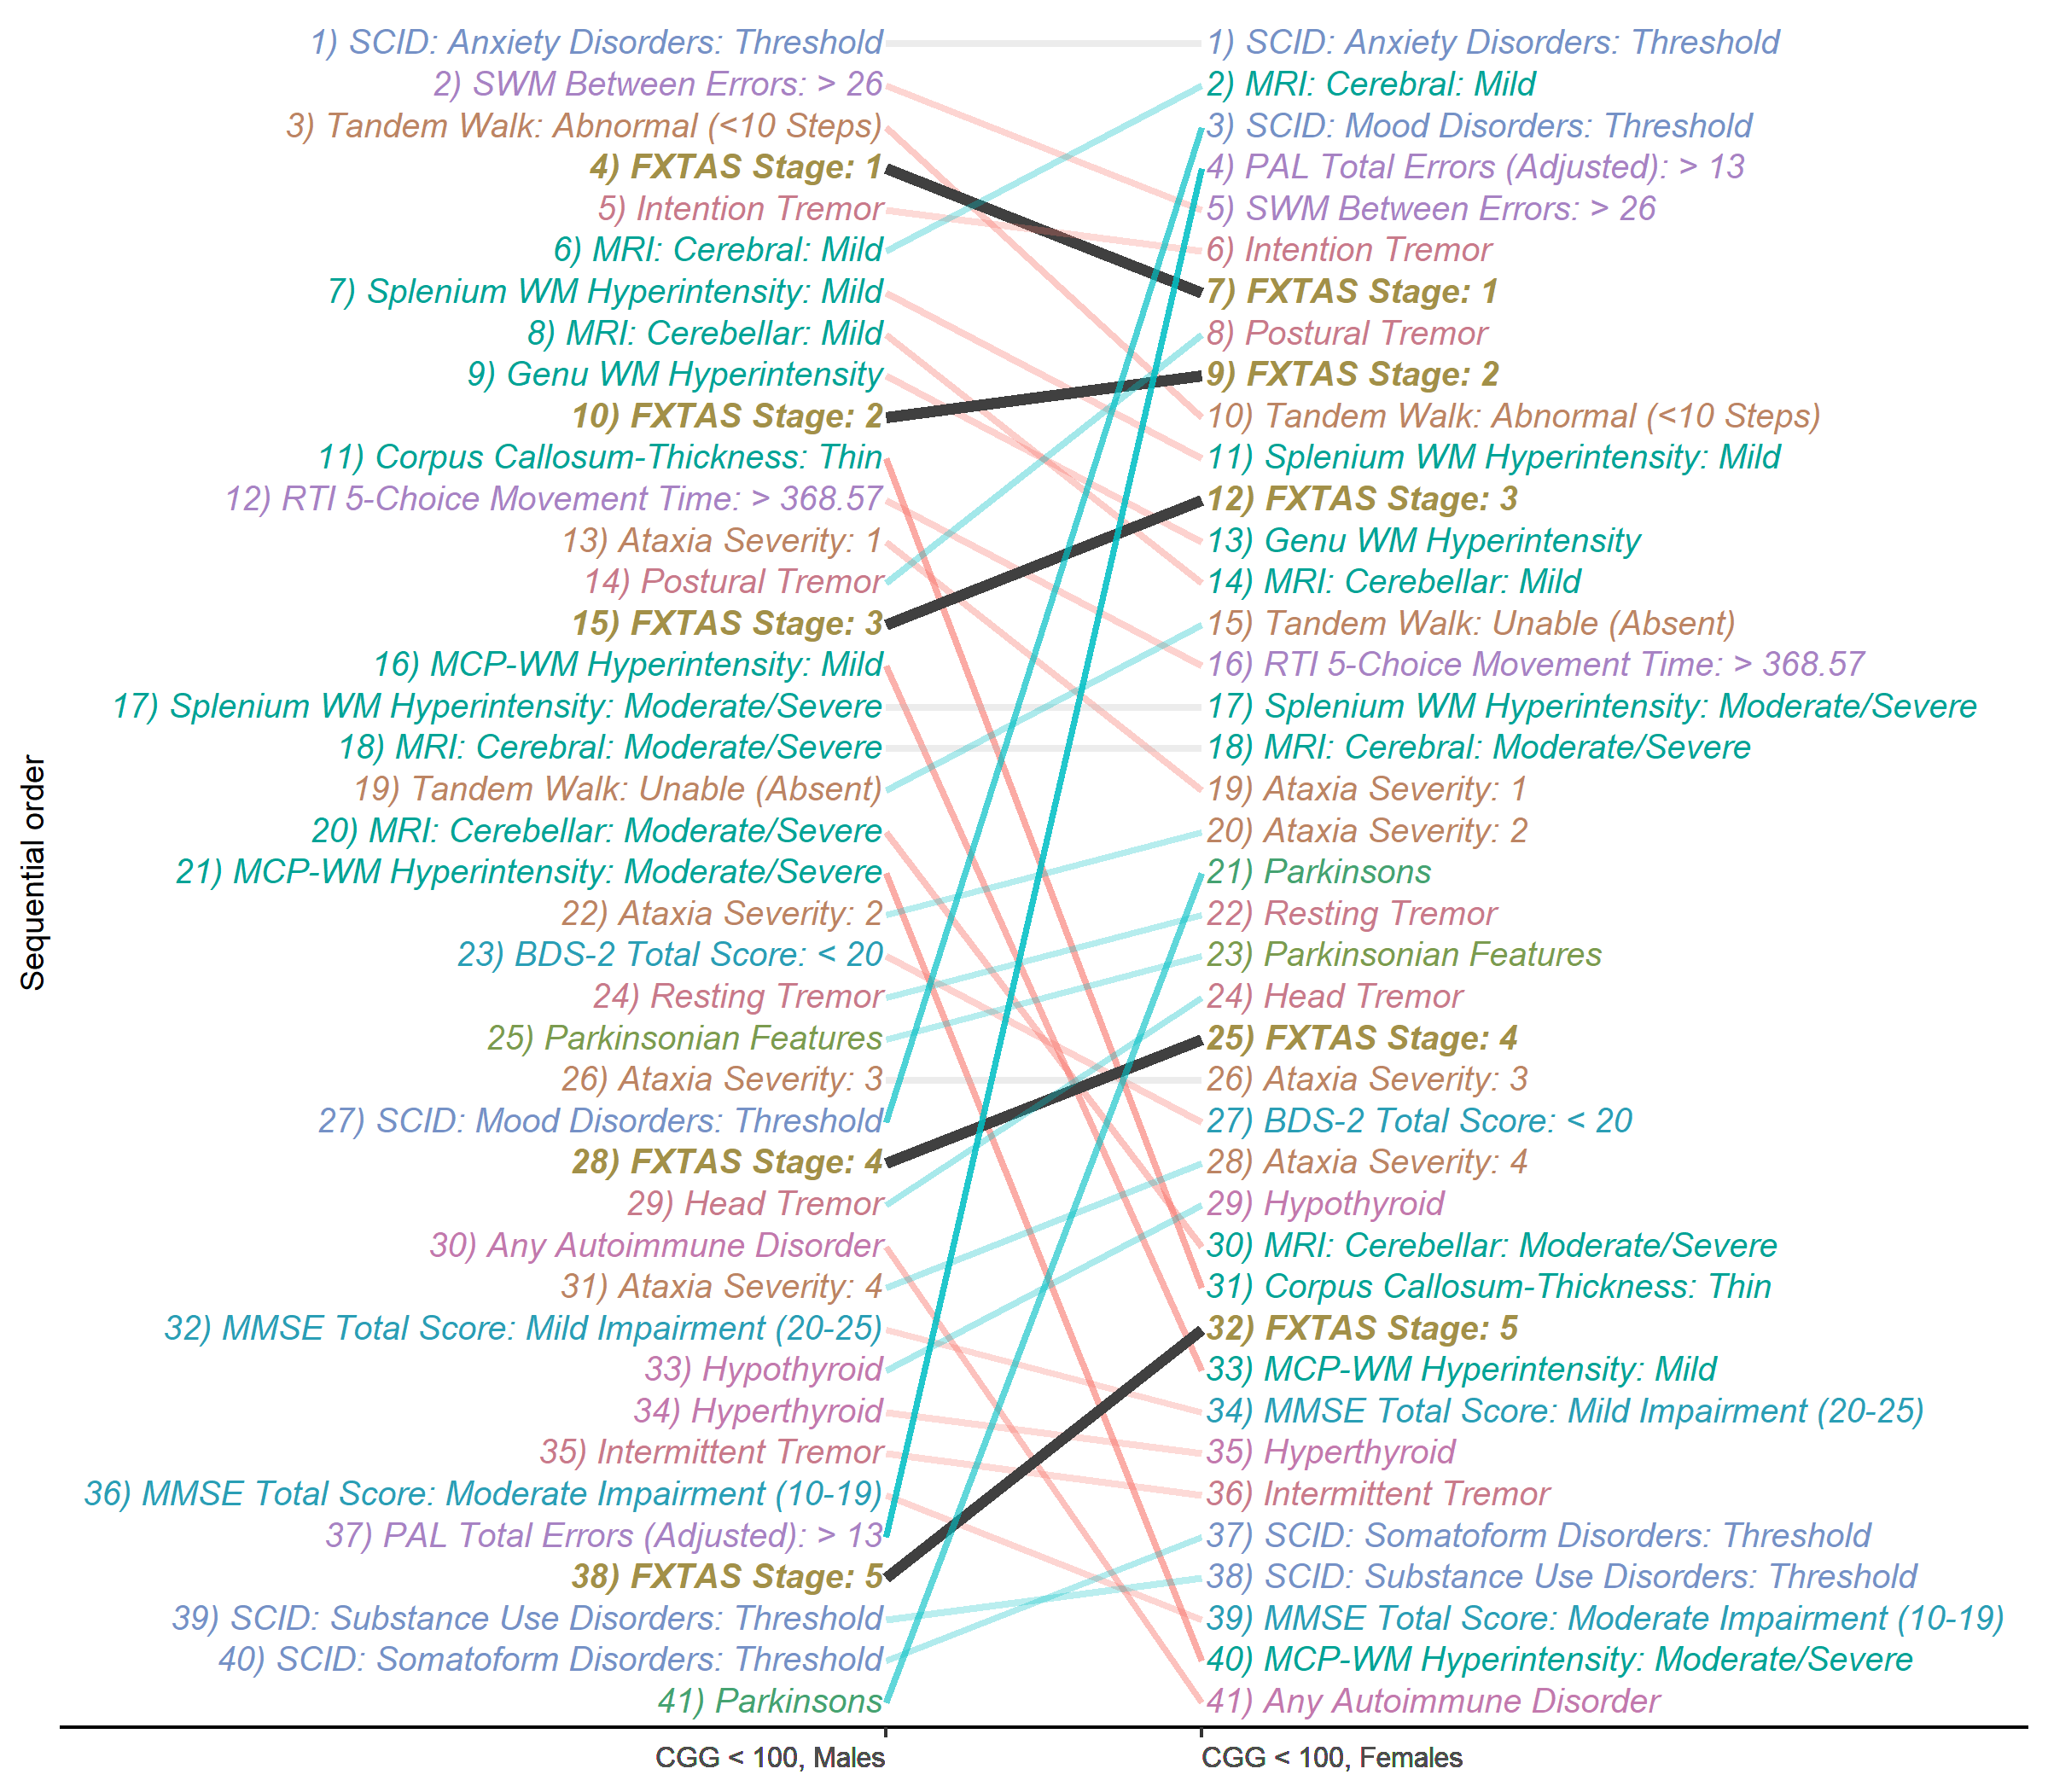 1) SCID: Anxiety Disorders: Threshold
2) SWM Between Errors: > 26
3) Tandem Walk: Abnormal (<10 Steps)
4) FXTAS Stage: 1
5) Intention Tremor
6) MRI: Cerebral: Mild
7) Splenium WM Hyperintensity: Mild
8) MRI: Cerebellar: Mild
9) Genu WM Hyperintensity
10) FXTAS Stage: 2
11) Corpus Callosum-Thickness: Thin
12) RTI 5-Choice Movement Time: > 368.57
13) Ataxia Severity: 1
14) Postural Tremor
15) FXTAS Stage: 3
16) MCP-WM Hyperintensity: Mild
17) Splenium WM Hyperintensity: Moderate/Severe
18) MRI: Cerebral: Moderate/Severe
19) Tandem Walk: Unable (Absent)
20) MRI: Cerebellar: Moderate/Severe
21) MCP-WM Hyperintensity: Moderate/Severe
22) Ataxia Severity: 2
23) BDS-2 Total Score: < 20
24) Resting Tremor
25) Parkinsonian Features
26) Ataxia Severity: 3
27) SCID: Mood Disorders: Threshold
28) FXTAS Stage: 4
29) Head Tremor
30) Any Autoimmune Disorder
31) Ataxia Severity: 4
32) MMSE Total Score: Mild Impairment (20-25)
33) Hypothyroid
34) Hyperthyroid
35) Intermittent Tremor
36) MMSE Total Score: Moderate Impairment (10-19)
37) PAL Total Errors (Adjusted): > 13
38) FXTAS Stage: 5
39) SCID: Substance Use Disorders: Threshold
40) SCID: Somatoform Disorders: Threshold
41) Parkinsons
1) SCID: Anxiety Disorders: Threshold
2) MRI: Cerebral: Mild
3) SCID: Mood Disorders: Threshold
4) PAL Total Errors (Adjusted): > 13
5) SWM Between Errors: > 26
6) Intention Tremor
7) FXTAS Stage: 1
8) Postural Tremor
9) FXTAS Stage: 2
10) Tandem Walk: Abnormal (<10 Steps)
11) Splenium WM Hyperintensity: Mild
12) FXTAS Stage: 3
13) Genu WM Hyperintensity
14) MRI: Cerebellar: Mild
15) Tandem Walk: Unable (Absent)
16) RTI 5-Choice Movement Time: > 368.57
17) Splenium WM Hyperintensity: Moderate/Severe
18) MRI: Cerebral: Moderate/Severe
19) Ataxia Severity: 1
20) Ataxia Severity: 2
21) Parkinsons
22) Resting Tremor
23) Parkinsonian Features
24) Head Tremor
25) FXTAS Stage: 4
26) Ataxia Severity: 3
27) BDS-2 Total Score: < 20
28) Ataxia Severity: 4
29) Hypothyroid
30) MRI: Cerebellar: Moderate/Severe
31) Corpus Callosum-Thickness: Thin
32) FXTAS Stage: 5
33) MCP-WM Hyperintensity: Mild
34) MMSE Total Score: Mild Impairment (20-25)
35) Hyperthyroid
36) Intermittent Tremor
37) SCID: Somatoform Disorders: Threshold
38) SCID: Substance Use Disorders: Threshold
39) MMSE Total Score: Moderate Impairment (10-19)
40) MCP-WM Hyperintensity: Moderate/Severe
41) Any Autoimmune Disorder
Sequential order
CGG < 100, Males
CGG < 100, Females